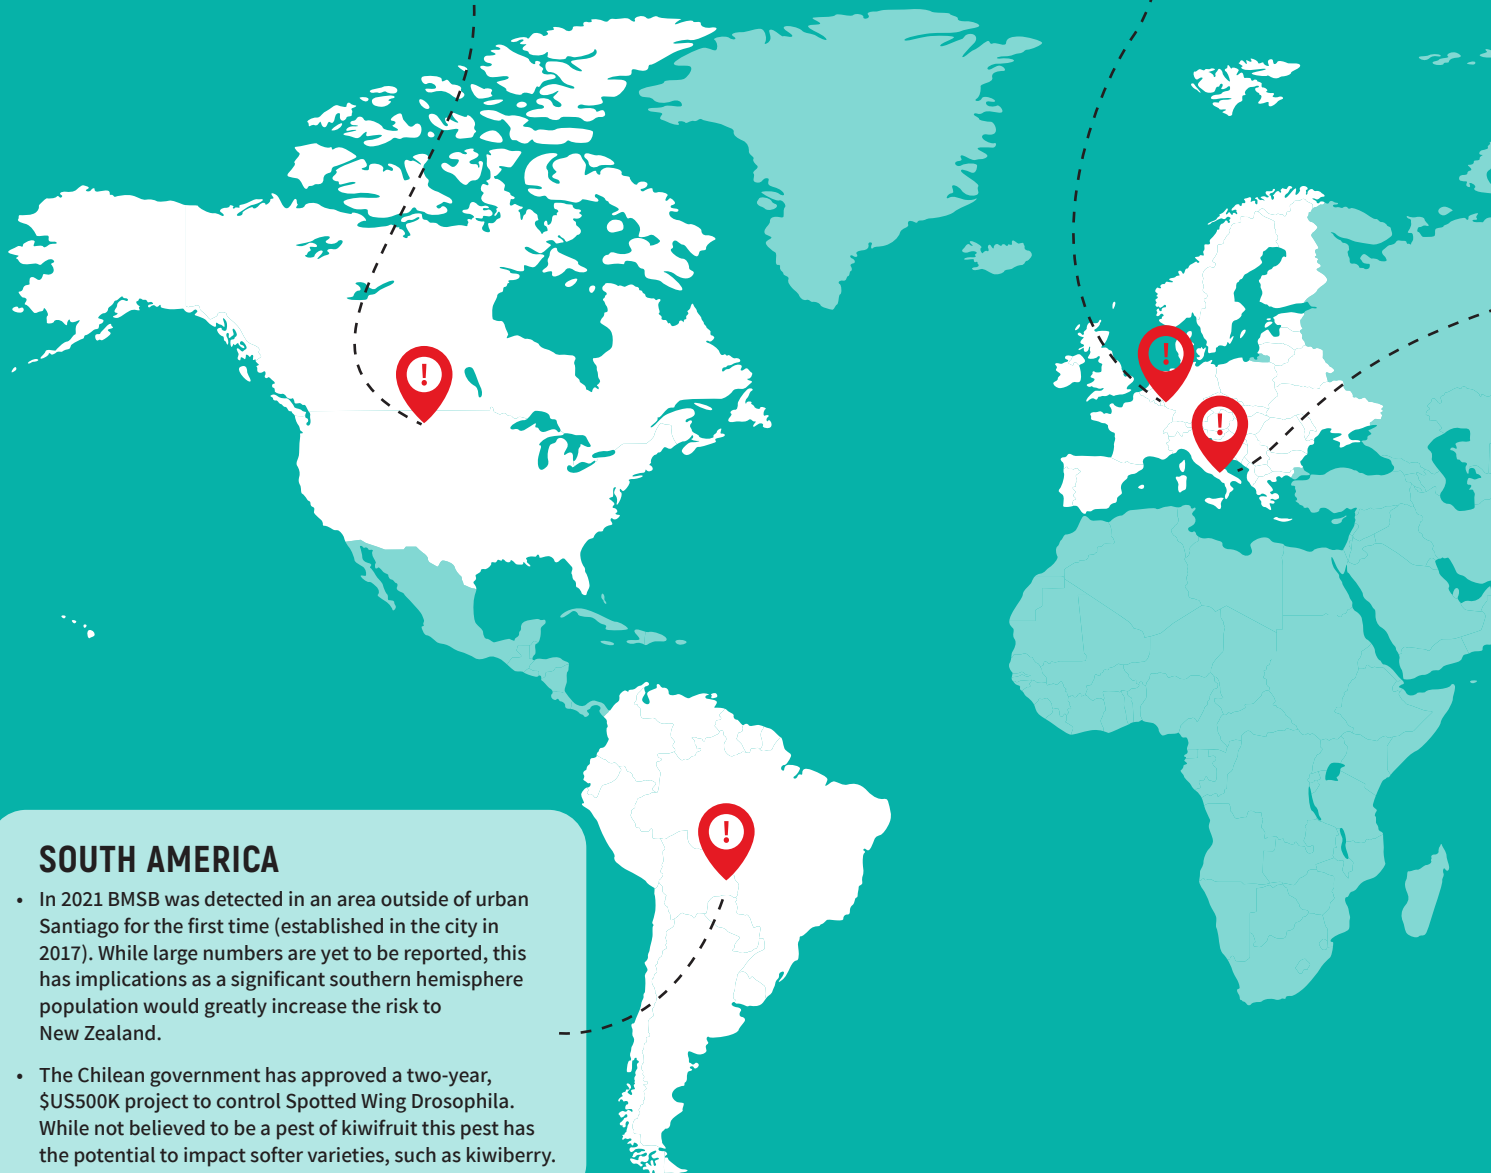 !
!
!
!
SOUTH AMERICA
• In 2021 BMSB was detected in an area outside of urban
Santiago for the first time (established in the city in
2017). While large numbers are yet to be reported, this
has implications as a significant southern hemisphere
population would greatly increase the risk to
New Zealand.
• The Chilean government has approved a two-year,
$US500K project to control Spotted Wing Drosophila.
While not believed to be a pest of kiwifruit this pest has
the potential to impact softer varieties, such as kiwiberry.